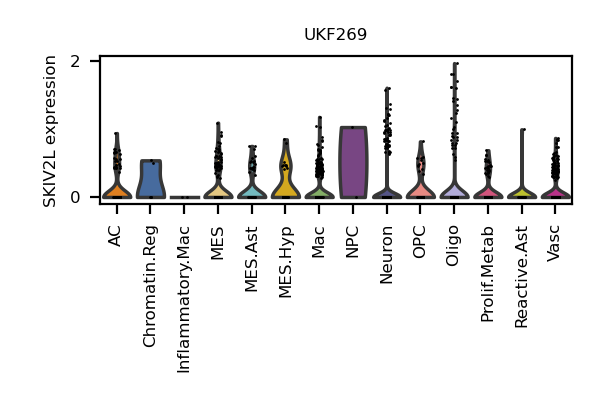 UKF269
SKIV2L expression
2
0
AC
Chromatin.Reg
Inflammatory.Mac
MES
MES.Ast
MES.Hyp
Mac
NPC
Neuron
OPC
Oligo
Prolif.Metab
Reactive.Ast
Vasc